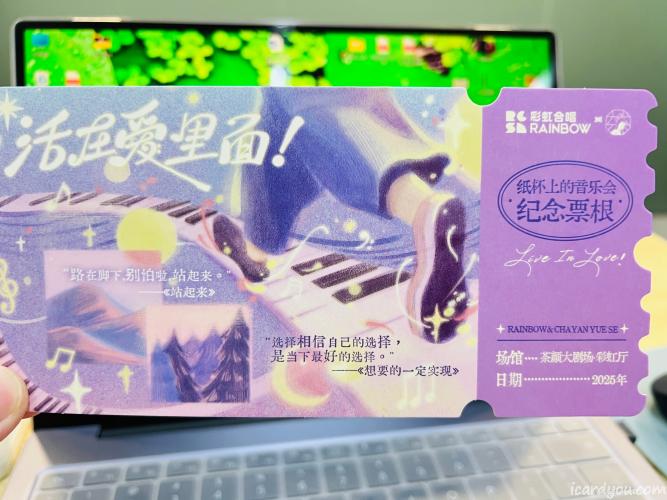 活在爱里面!
"路在脚下,别怕啦,站起来。"
——《站起来》
"选择相信自己的选择,
是当下最好的选择。"
——《想要的一定实现》
RCSH 彩虹合唱 RAINBOW ×
纸杯上的音乐会
纪念票根
Live In Love!
RAINBOW&CHAYAN YUE SE
场馆····茶颜大剧场·彩虹厅
日期·················2025年
icardyou.com